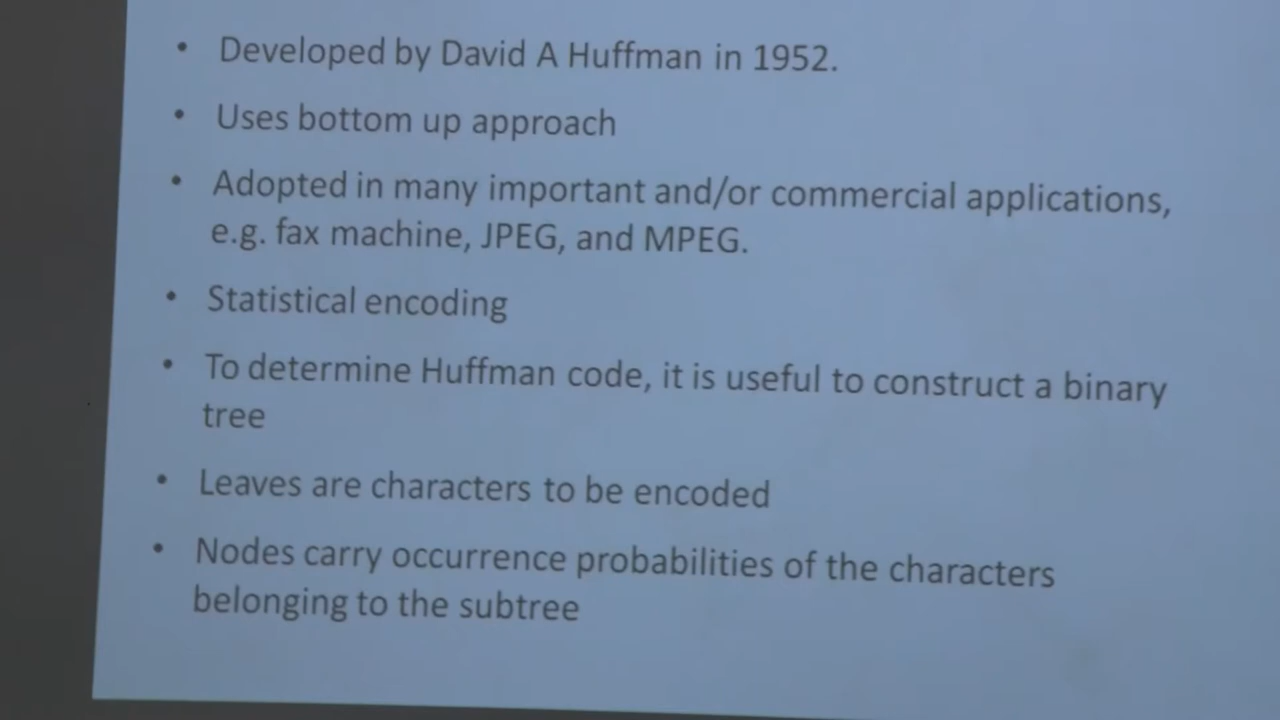 • Developed by David A Huffman in 1952.
• Uses bottom up approach
• Adopted in many important and/or commercial applications,
e.g. fax machine, JPEG, and MPEG.
• Statistical encoding
• To determine Huffman code, it is useful to construct a binary
tree
• Leaves are characters to be encoded
• Nodes carry occurrence probabilities of the characters
belonging to the subtree